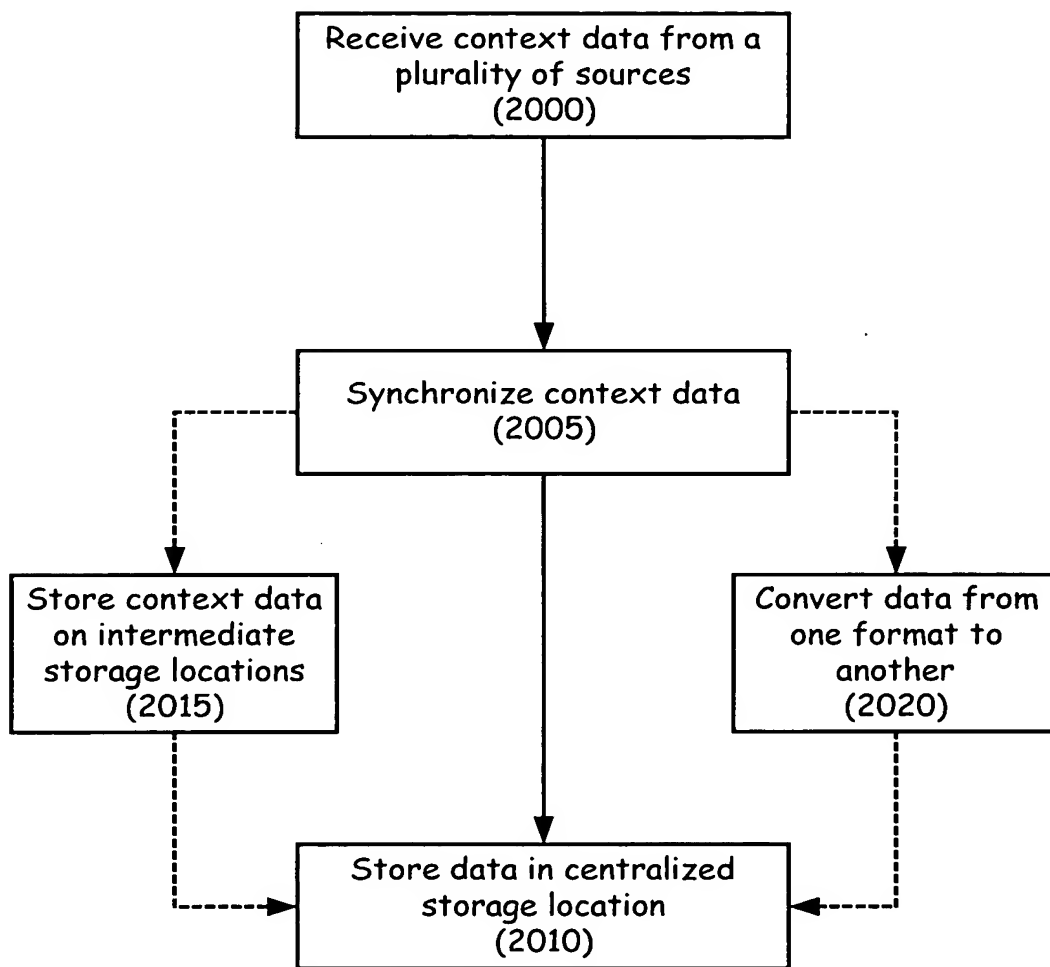 Receive context data from a
plurality of sources
(2000)
Synchronize context data
(2005)
Store context data
on intermediate
storage locations
(2015)
Convert data from
one format to
another
(2020)
Store data in centralized
storage location
(2010)